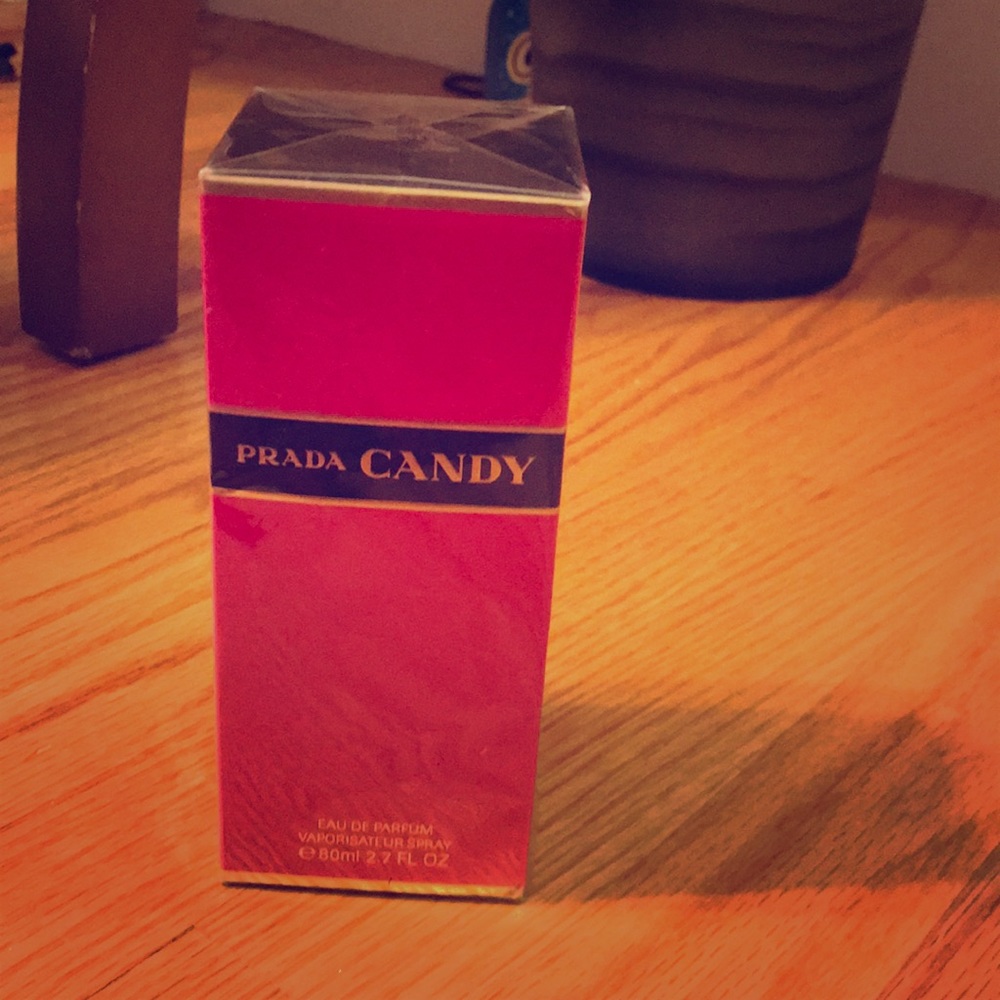 PRADA CANDY
EAU DE PARFUM
VAPORISATEUR SPRAY
℮ 80ml 2.7 FL OZ